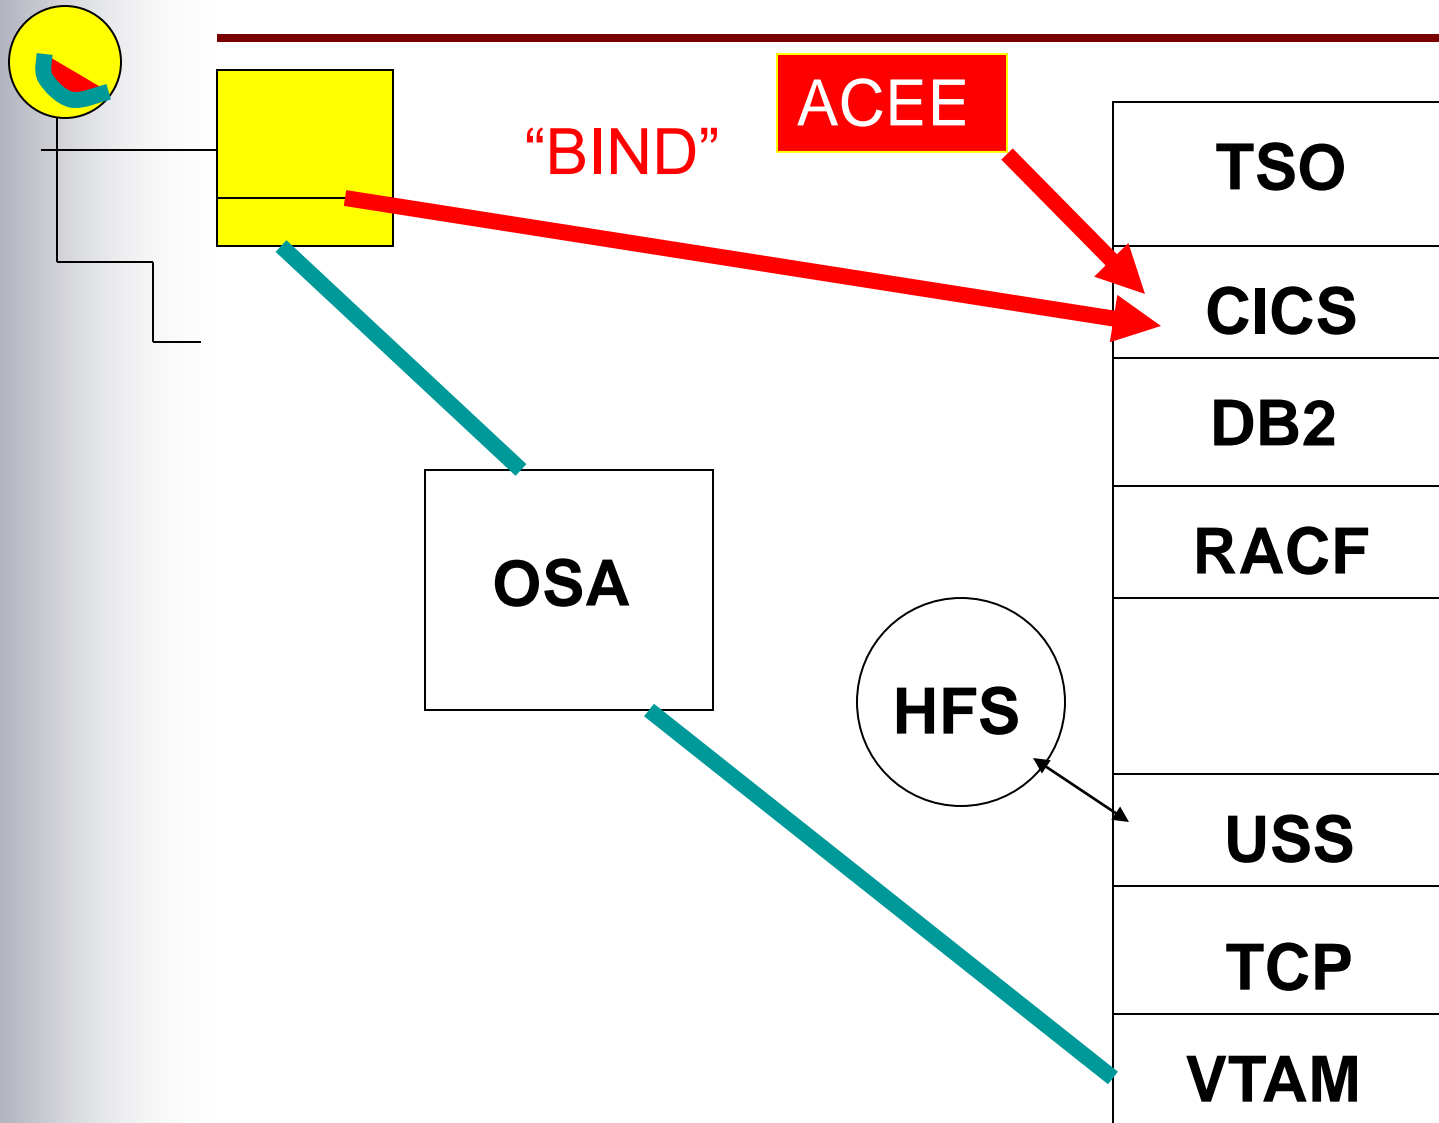 ACEE
“BIND”
TSO
CICS
DB2
RACF
OSA
HFS
USS
TCP
VTAM